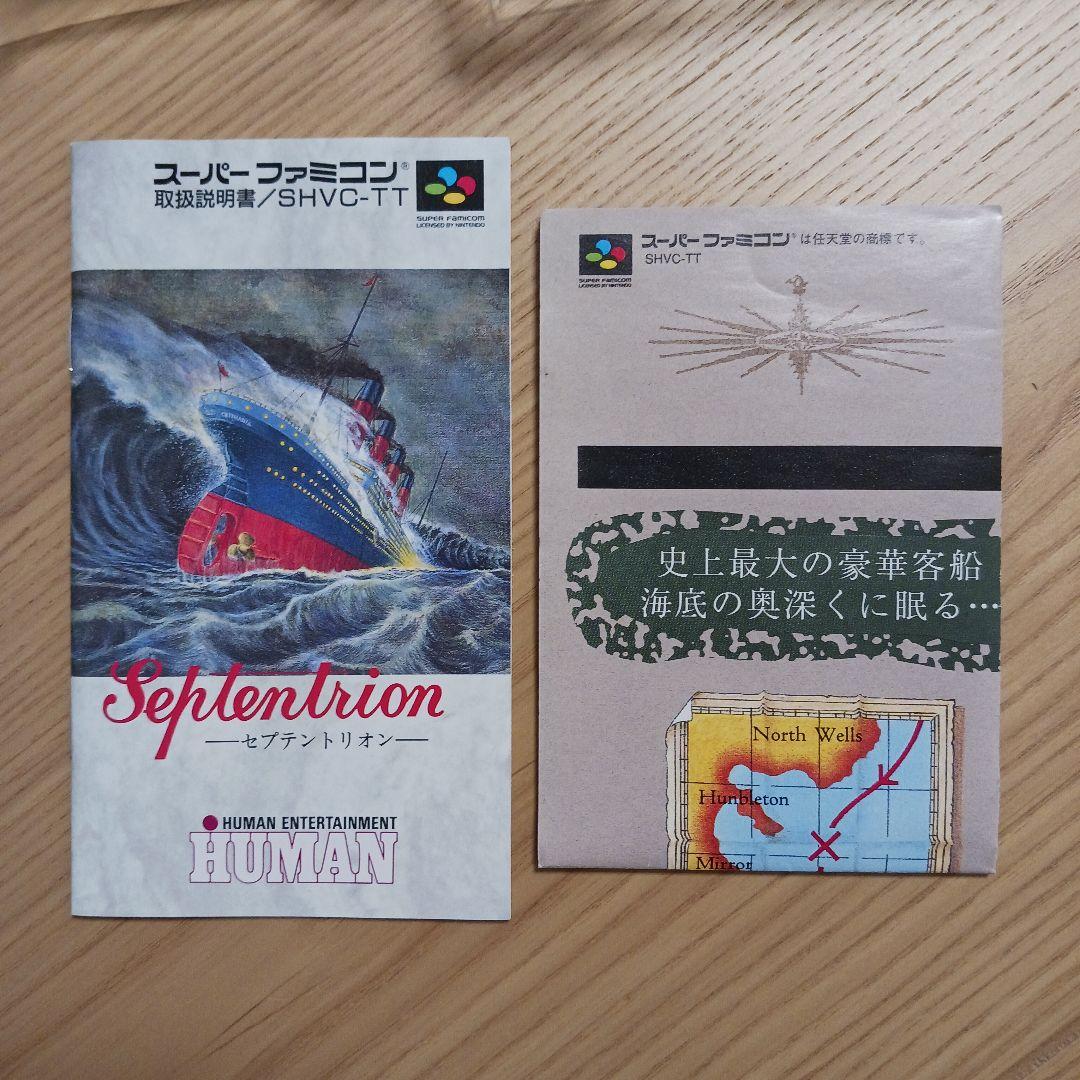 スーパーファミコン®
取扱説明書/SHVC-TT
SUPER FAMICOM
LICENSED BY NINTENDO
Septentrion
—セプテントリオン—
HUMAN ENTERTAINMENT
HUMAN
スーパーファミコン®は任天堂の商標です。
SHVC-TT
SUPER FAMICOM
LICENSED BY NINTENDO
史上最大の豪華客船
海底の奥深くに眠る…
North Wells
Hunbleton
Mirror